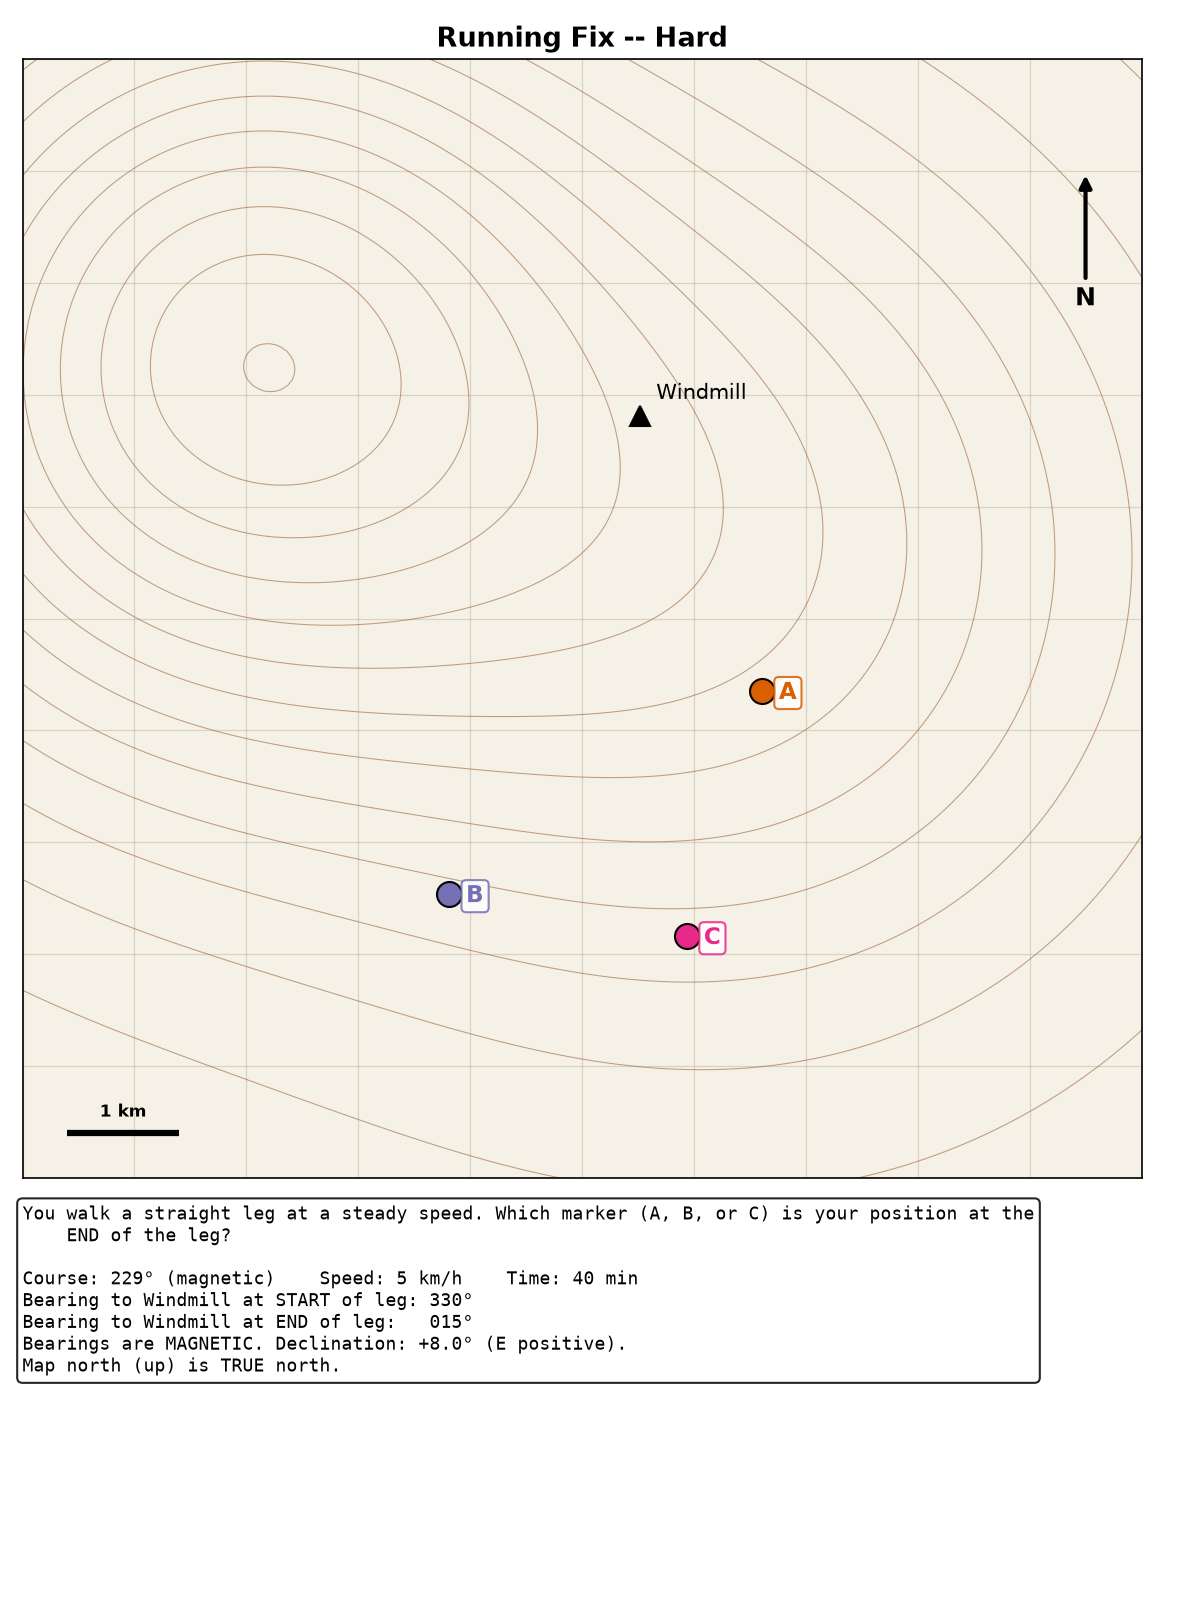 Running Fix -- Hard
N
Windmill
A
B
C
1 km
You walk a straight leg at a steady speed. Which marker (A, B, or C) is your position at the
END of the leg?
Course: 229° (magnetic)    Speed: 5 km/h    Time: 40 min
Bearing to Windmill at START of leg: 330°
Bearing to Windmill at END of leg:   015°
Bearings are MAGNETIC. Declination: +8.0° (E positive).
Map north (up) is TRUE north.